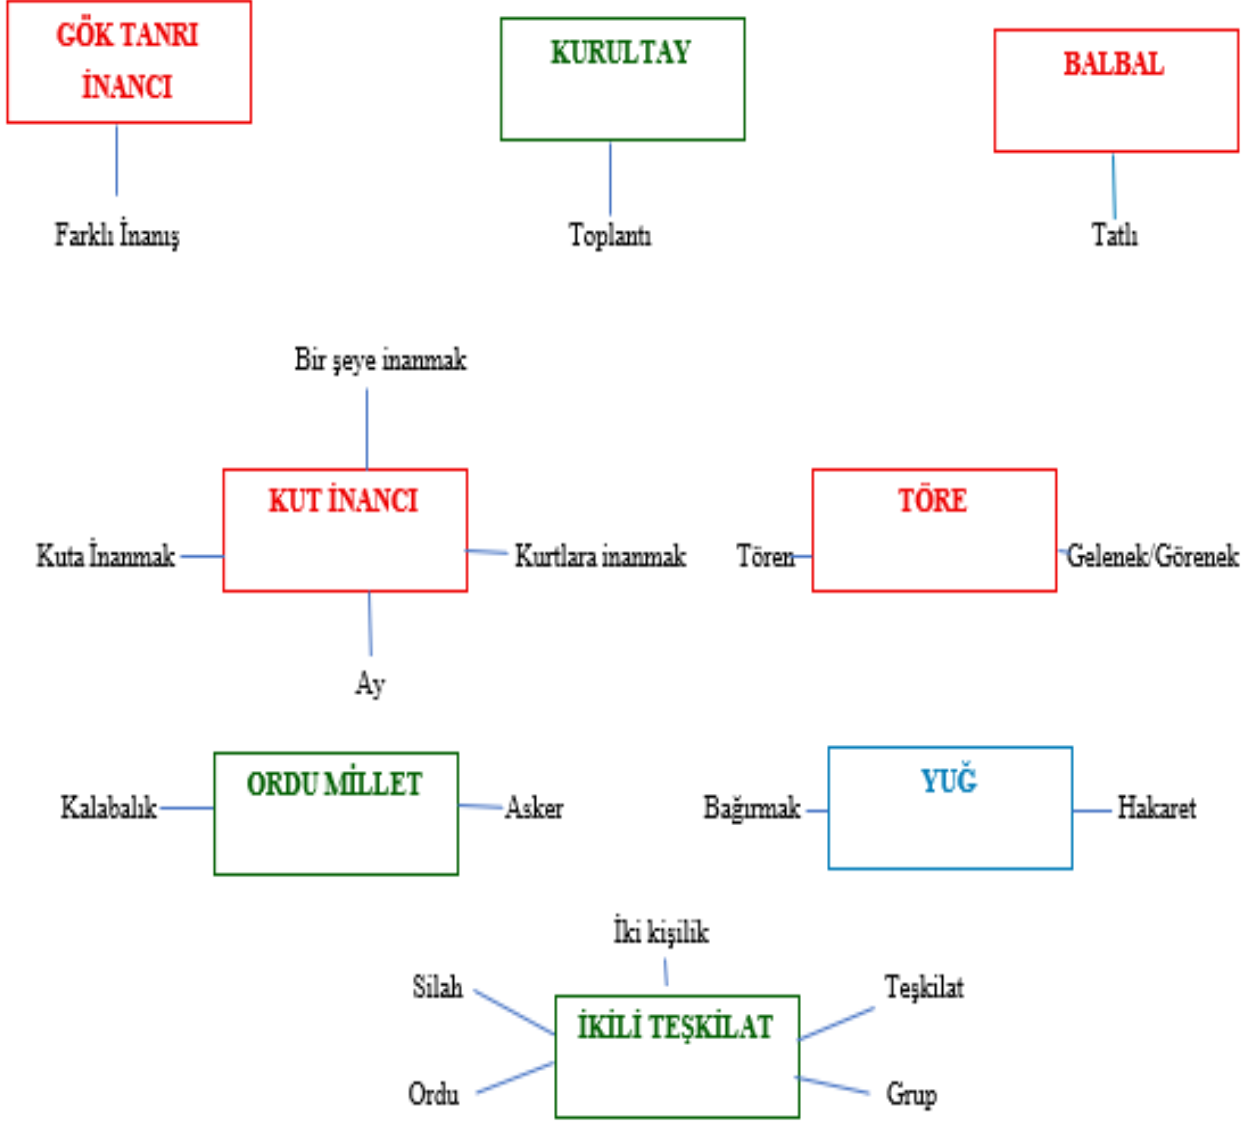 GÖK TANRI
İNANCI
KURULTAY
BALBAL
Farklı İnanış
Toplantı
Tatlı
Bir şeye inanmak
KUT İNANCI
TÖRE
Kuta İnanmak
Kurtlara inanmak
Tören
Gelenek/Görenek
Ay
ORDU MİLLET
YUĞ
Kalabalık
Asker
Bağırmak
Hakaret
İki kişilik
Silah
Teşkilat
İKİLİ TEŞKİLAT
Ordu
Grup